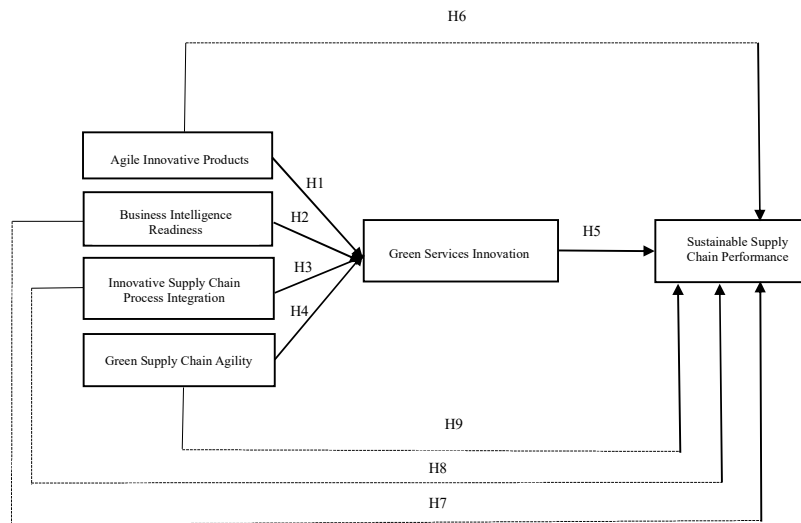 H6
Agile Innovative Products
H1
Business Intelligence
Readiness
H2
Innovative Supply Chain
Process Integration
H3
Green Supply Chain Agility
H4
Green Services Innovation
H5
Sustainable Supply
Chain Performance
H9
H8
H7